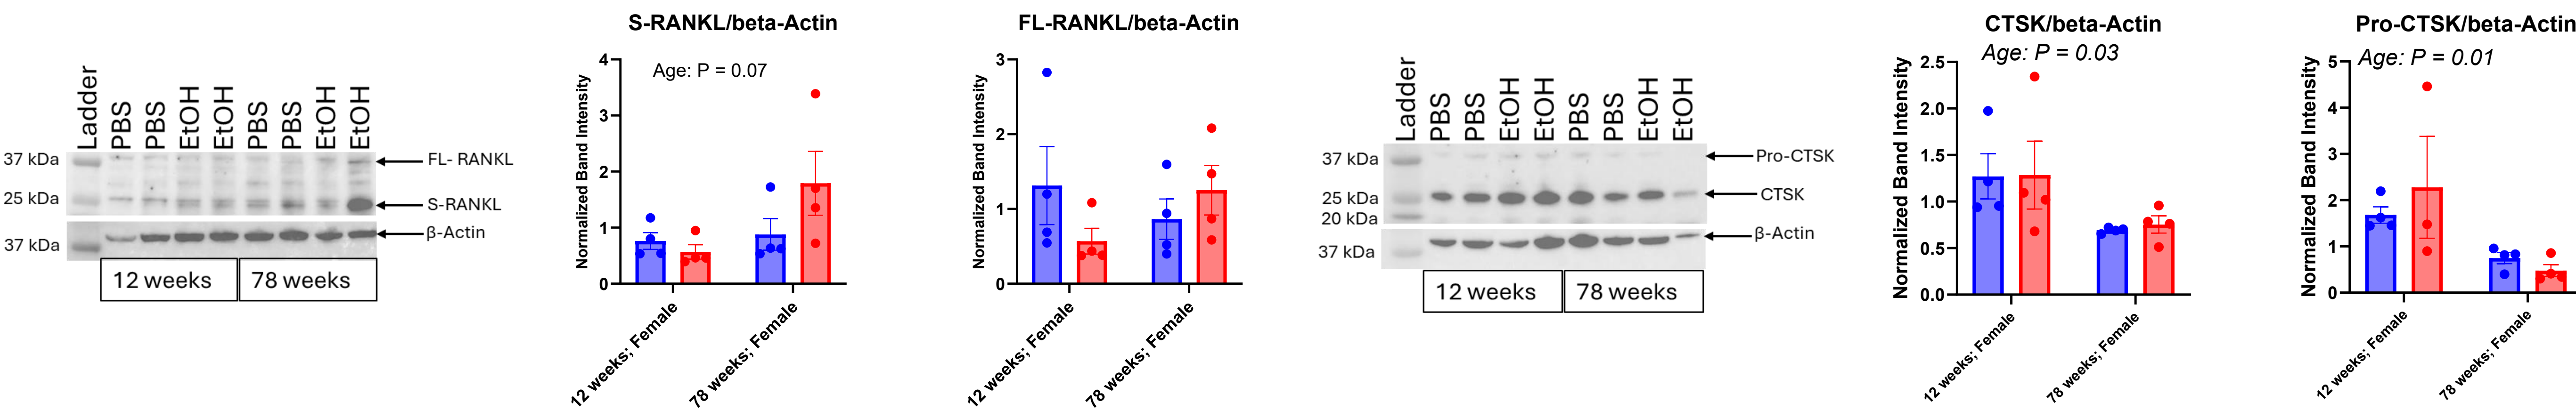 Ladder
PBS
PBS
EtOH
EtOH
PBS
PBS
EtOH
EtOH
37 kDa
FL- RANKL
25 kDa
S-RANKL
β-Actin
37 kDa
12 weeks
78 weeks
S-RANKL/beta-Actin
Age: P = 0.07
Normalized Band Intensity
4
3
2
1
0
12 weeks; Female
78 weeks; Female
FL-RANKL/beta-Actin
Normalized Band Intensity
3
2
1
0
12 weeks; Female
78 weeks; Female
Ladder
PBS
PBS
EtOH
EtOH
PBS
PBS
EtOH
EtOH
37 kDa
Pro-CTSK
25 kDa
CTSK
20 kDa
β-Actin
37 kDa
12 weeks
78 weeks
CTSK/beta-Actin
Age: P = 0.03
Normalized Band Intensity
2.5
2.0
1.5
1.0
0.5
0.0
12 weeks; Female
78 weeks; Female
Pro-CTSK/beta-Actin
Age: P = 0.01
Normalized Band Intensity
5
4
3
2
1
0
12 weeks; Female
78 weeks; Female